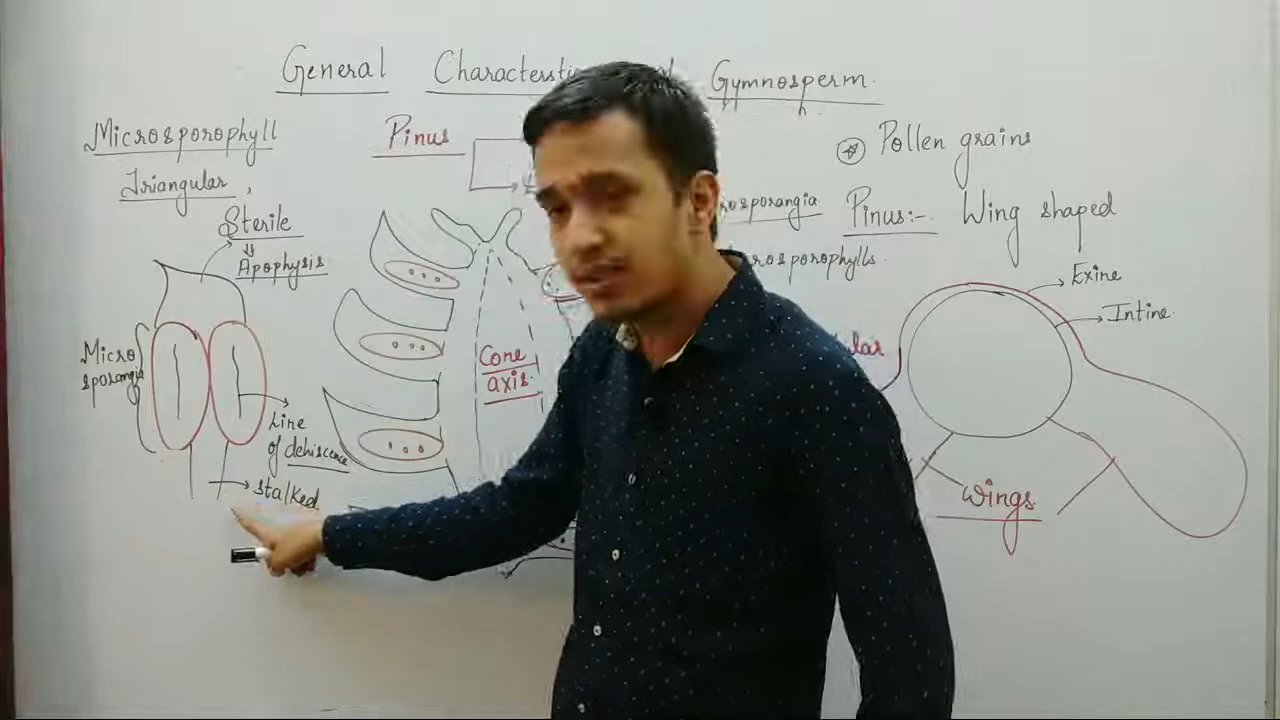 General Characterstic Gymnosperm.
Microsporophyll
Triangular,
Sterile
Apophysis
Micro
sporangia
Line
of dehiscence
stalked
Pinus
Cone
axis.
Pollen grains
Pinus:- Wing shaped
Exine
Intine.
Wings